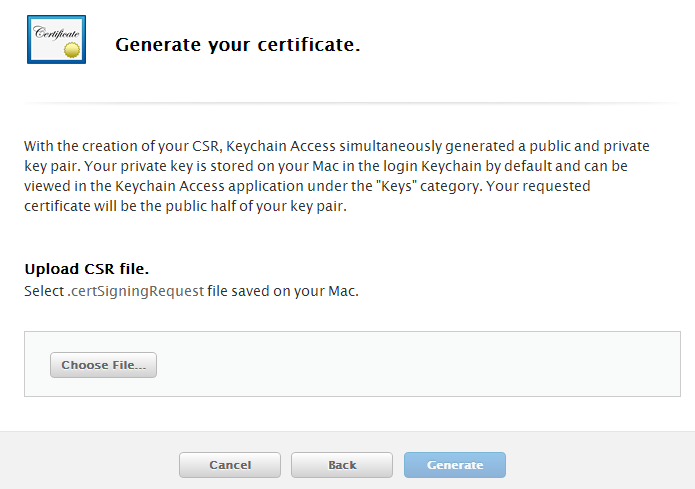 Certificate
Generate your certificate.
With the creation of your CSR, Keychain Access simultaneously generated a public and private
key pair. Your private key is stored on your Mac in the login Keychain by default and can be
viewed in the Keychain Access application under the "Keys" category. Your requested
certificate will be the public half of your key pair.
Upload CSR file.
Select .certSigningRequest file saved on your Mac.
Choose File...
Cancel
Back
Generate